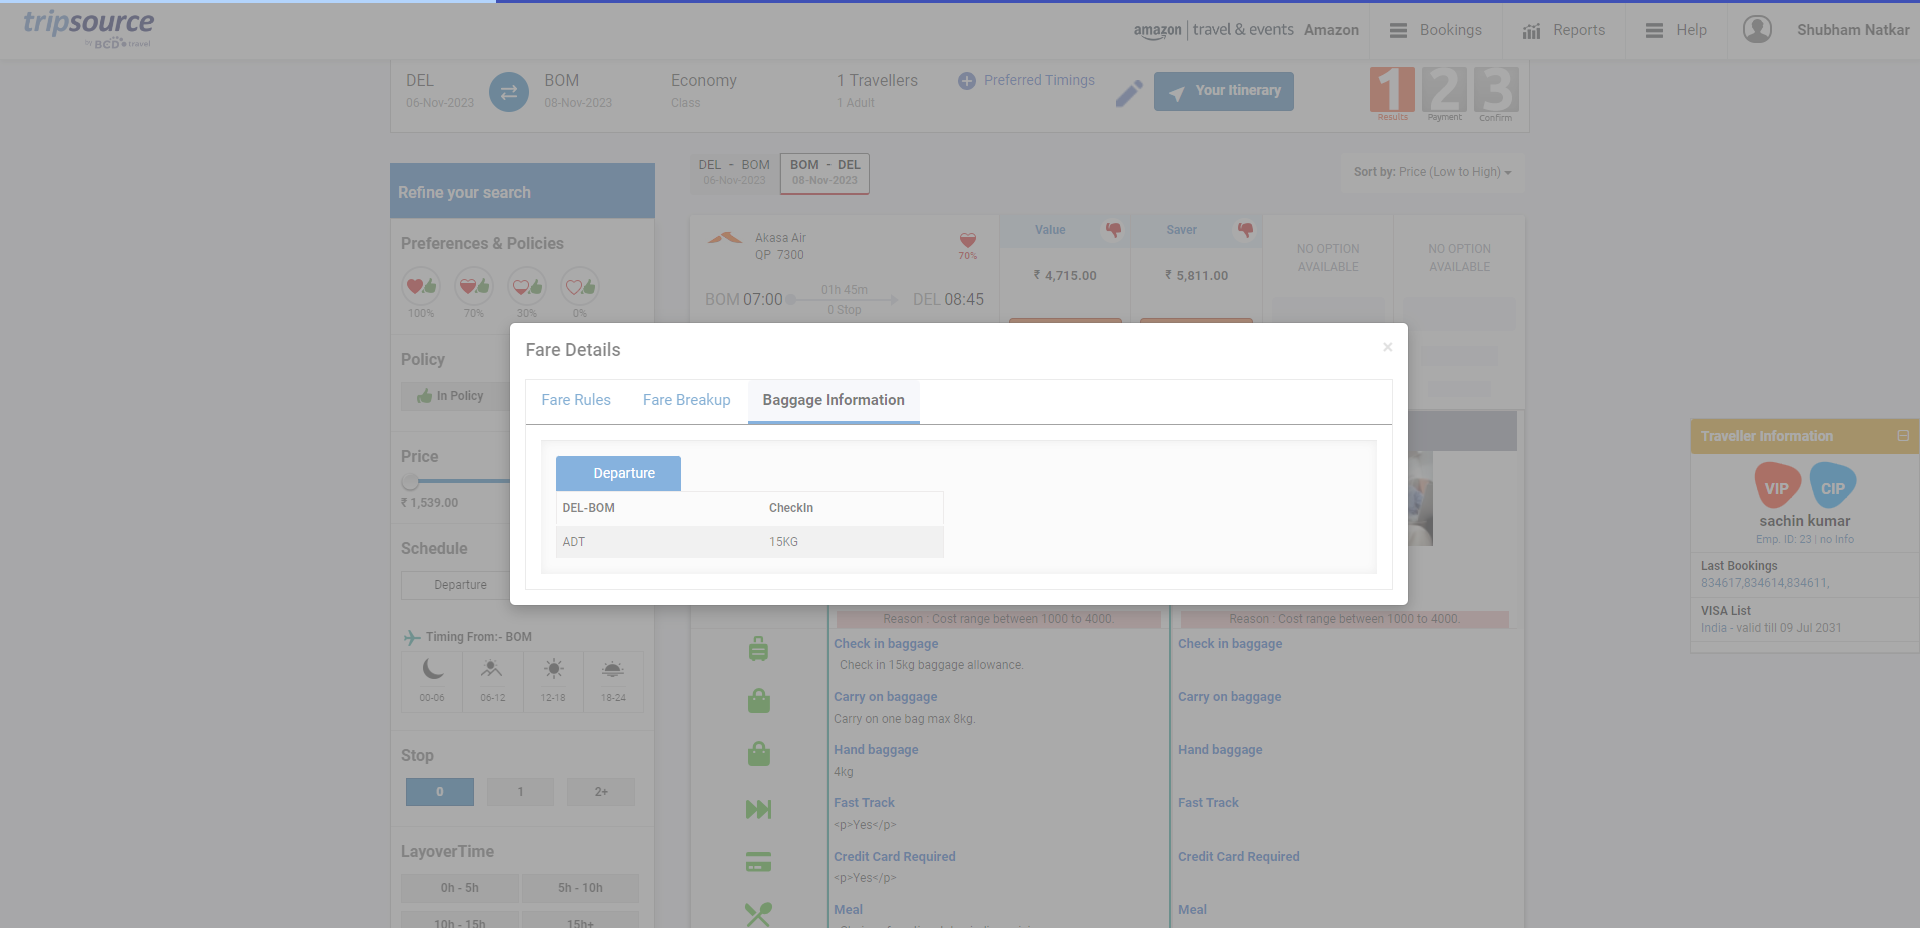 tripsource
by BCD travel
amazon travel & events Amazon
Bookings
Reports
Help
Shubham Natkar
DEL
06-Nov-2023
BOM
08-Nov-2023
Economy
Class
1 Travellers
1 Adult
Preferred Timings
Your Itinerary
1
Results
2
Payment
3
Confirm
Refine your search
Preferences & Policies
100%
70%
30%
0%
Policy
In Policy
Price
₹ 1,539.00
Schedule
Departure
Timing From:- BOM
00-06
06-12
12-18
18-24
Stop
0
1
2+
LayoverTime
0h - 5h
5h - 10h
10h - 15h
15h+
DEL - BOM
06-Nov-2023
BOM - DEL
08-Nov-2023
Sort by: Price (Low to High)
Akasa Air
QP 7300
70%
BOM 07:00
01h 45m
0 Stop
DEL 08:45
Value
₹ 4,715.00
Saver
₹ 5,811.00
NO OPTION
AVAILABLE
NO OPTION
AVAILABLE
Fare Details
×
Fare Rules
Fare Breakup
Baggage Information
Departure
DEL-BOM
CheckIn
ADT
15KG
Reason : Cost range between 1000 to 4000.
Reason : Cost range between 1000 to 4000.
Check in baggage
Check in 15kg baggage allowance.
Check in baggage
Carry on baggage
Carry on one bag max 8kg.
Carry on baggage
Hand baggage
4kg
Hand baggage
Fast Track
<p>Yes</p>
Fast Track
Credit Card Required
<p>Yes</p>
Credit Card Required
Meal
Meal
Traveller Information
VIP
CIP
sachin kumar
Emp. ID: 23 | no Info
Last Bookings
834617,834614,834611,
VISA List
India - valid till 09 Jul 2031